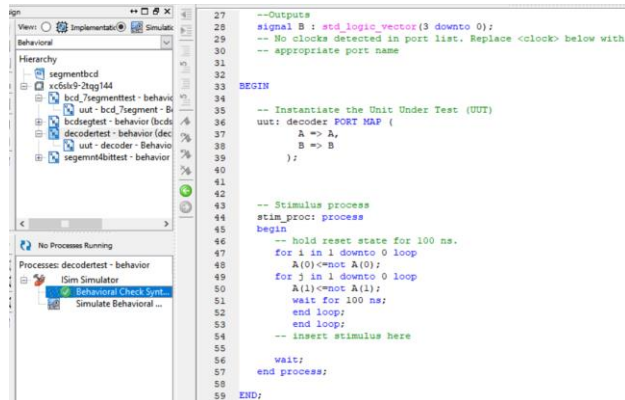 ign
View: Implementatic Simulatic
Behavioral
Hierarchy
segmentbcd
xc6slx9-2tqg144
bcd_7segmenttest - behavic
uut - bcd_7segment - B
bcdsegtest - behavior (bcds
decodertest - behavior (dec
uut - decoder - Behavio
segemnt4bittest - behavior
No Processes Running
Processes: decodertest - behavior
ISim Simulator
Behavioral Check Synt...
Simulate Behavioral ...
27 --Outputs
28 signal B : std_logic_vector(3 downto 0);
29 -- No clocks detected in port list. Replace <clock> below with
30 -- appropriate port name
31
32
33 BEGIN
34
35 -- Instantiate the Unit Under Test (UUT)
36 uut: decoder PORT MAP (
37 A => A,
38 B => B
39 );
40
41
42
43 -- Stimulus process
44 stim_proc: process
45 begin
46 -- hold reset state for 100 ns.
47 for i in 1 downto 0 loop
48 A(0)<=not A(0);
49 for j in 1 downto 0 loop
50 A(1)<=not A(1);
51 wait for 100 ns;
52 end loop;
53 end loop;
54 -- insert stimulus here
55
56 wait;
57 end process;
58
59 END;